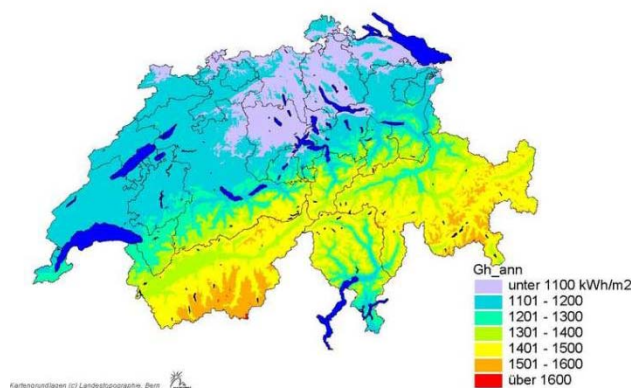 Gh_ann
unter 1100 kWh/m2
1101 - 1200
1201 - 1300
1301 - 1400
1401 - 1500
1501 - 1600
über 1600
Kartengrundlagen (c) Landestopographie, Bern